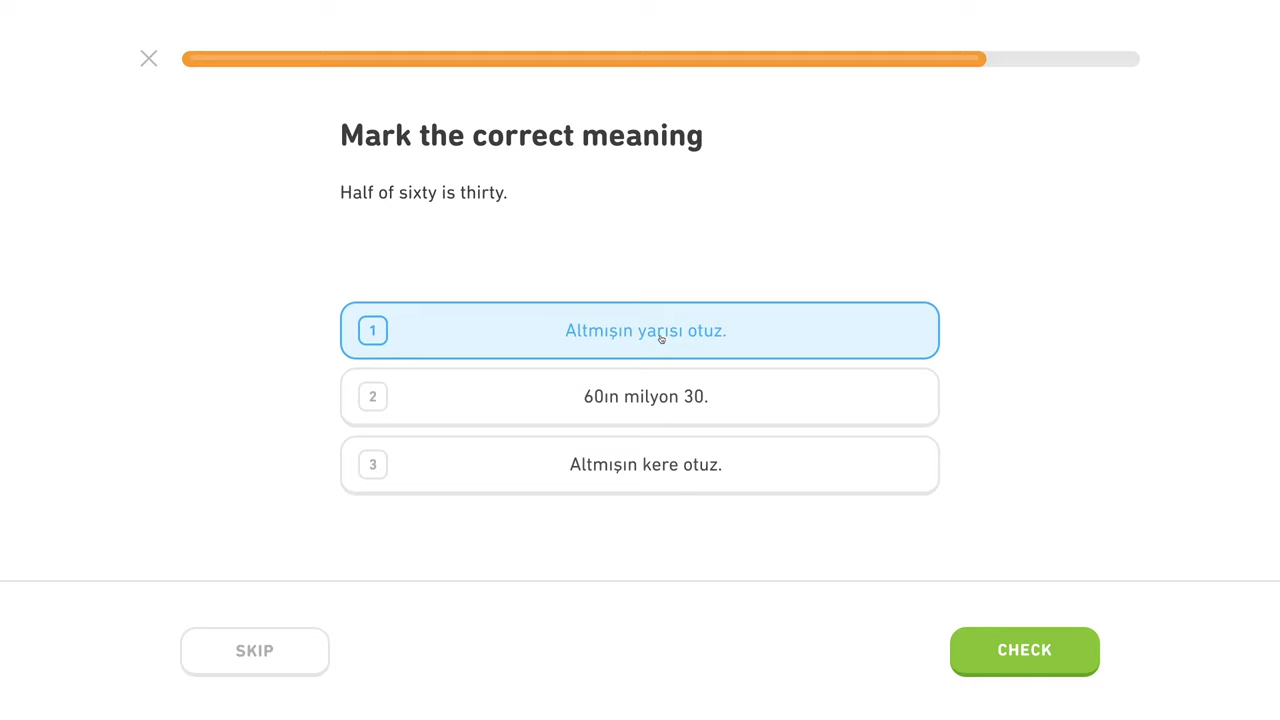 Mark the correct meaning
Half of sixty is thirty.
1 Altmışın yarısı otuz.
2 60ın milyon 30.
3 Altmışın kere otuz.
SKIP CHECK